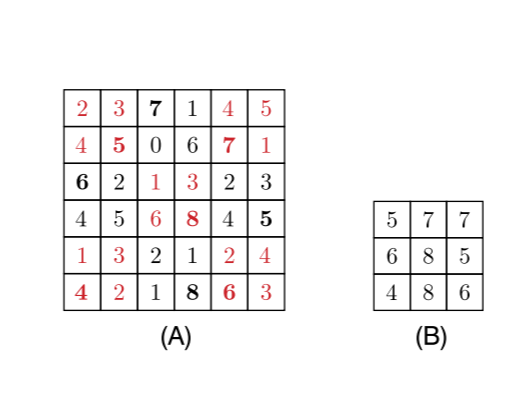 2 3 7 1 4 5
4 5 0 6 7 1
6 2 1 3 2 3
4 5 6 8 4 5
1 3 2 1 2 4
4 2 1 8 6 3
(A)
5 7 7
6 8 5
4 8 6
(B)